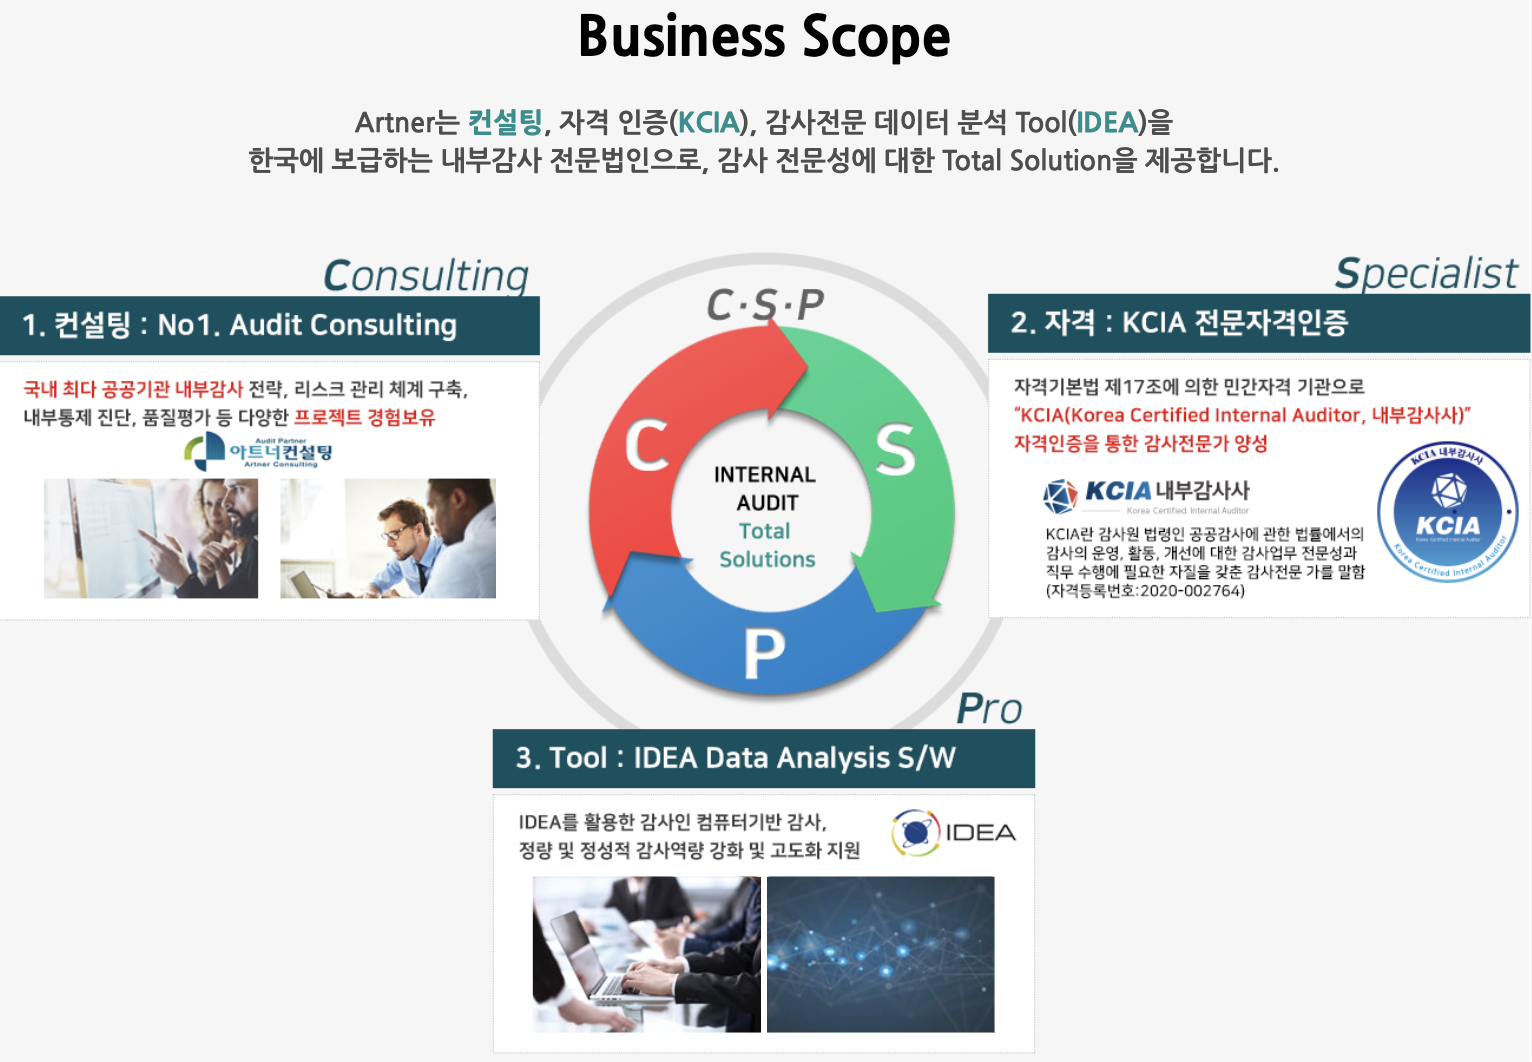 Business Scope
Artner는 컨설팅, 자격 인증(KCIA), 감사전문 데이터 분석 Tool(IDEA)을
한국에 보급하는 내부감사 전문법인으로, 감사 전문성에 대한 Total Solution을 제공합니다.
Consulting
1. 컨설팅 : No1. Audit Consulting
국내 최다 공공기관 내부감사 전략, 리스크 관리 체계 구축,
내부통제 진단, 품질평가 등 다양한 프로젝트 경험보유
Audit Partner
아트너컨설팅
Artner Consulting
C·S·P
C
S
P
INTERNAL
AUDIT
Total
Solutions
Specialist
2. 자격 : KCIA 전문자격인증
자격기본법 제17조에 의한 민간자격 기관으로
“KCIA(Korea Certified Internal Auditor, 내부감사사)”
자격인증을 통한 감사전문가 양성
KCIA 내부감사사
Korea Certified Internal Auditor
KCIA란 감사원 법령인 공공감사에 관한 법률에서의
감사의 운영, 활동, 개선에 대한 감사업무 전문성과
직무 수행에 필요한 자질을 갖춘 감사전문 가를 말함
(자격등록번호:2020-002764)
KCIA 내부감사사
KCIA
Korea Certified Internal Auditor
Korea Certified Internal Auditor
Pro
3. Tool : IDEA Data Analysis S/W
IDEA를 활용한 감사인 컴퓨터기반 감사,
정량 및 정성적 감사역량 강화 및 고도화 지원
IDEA